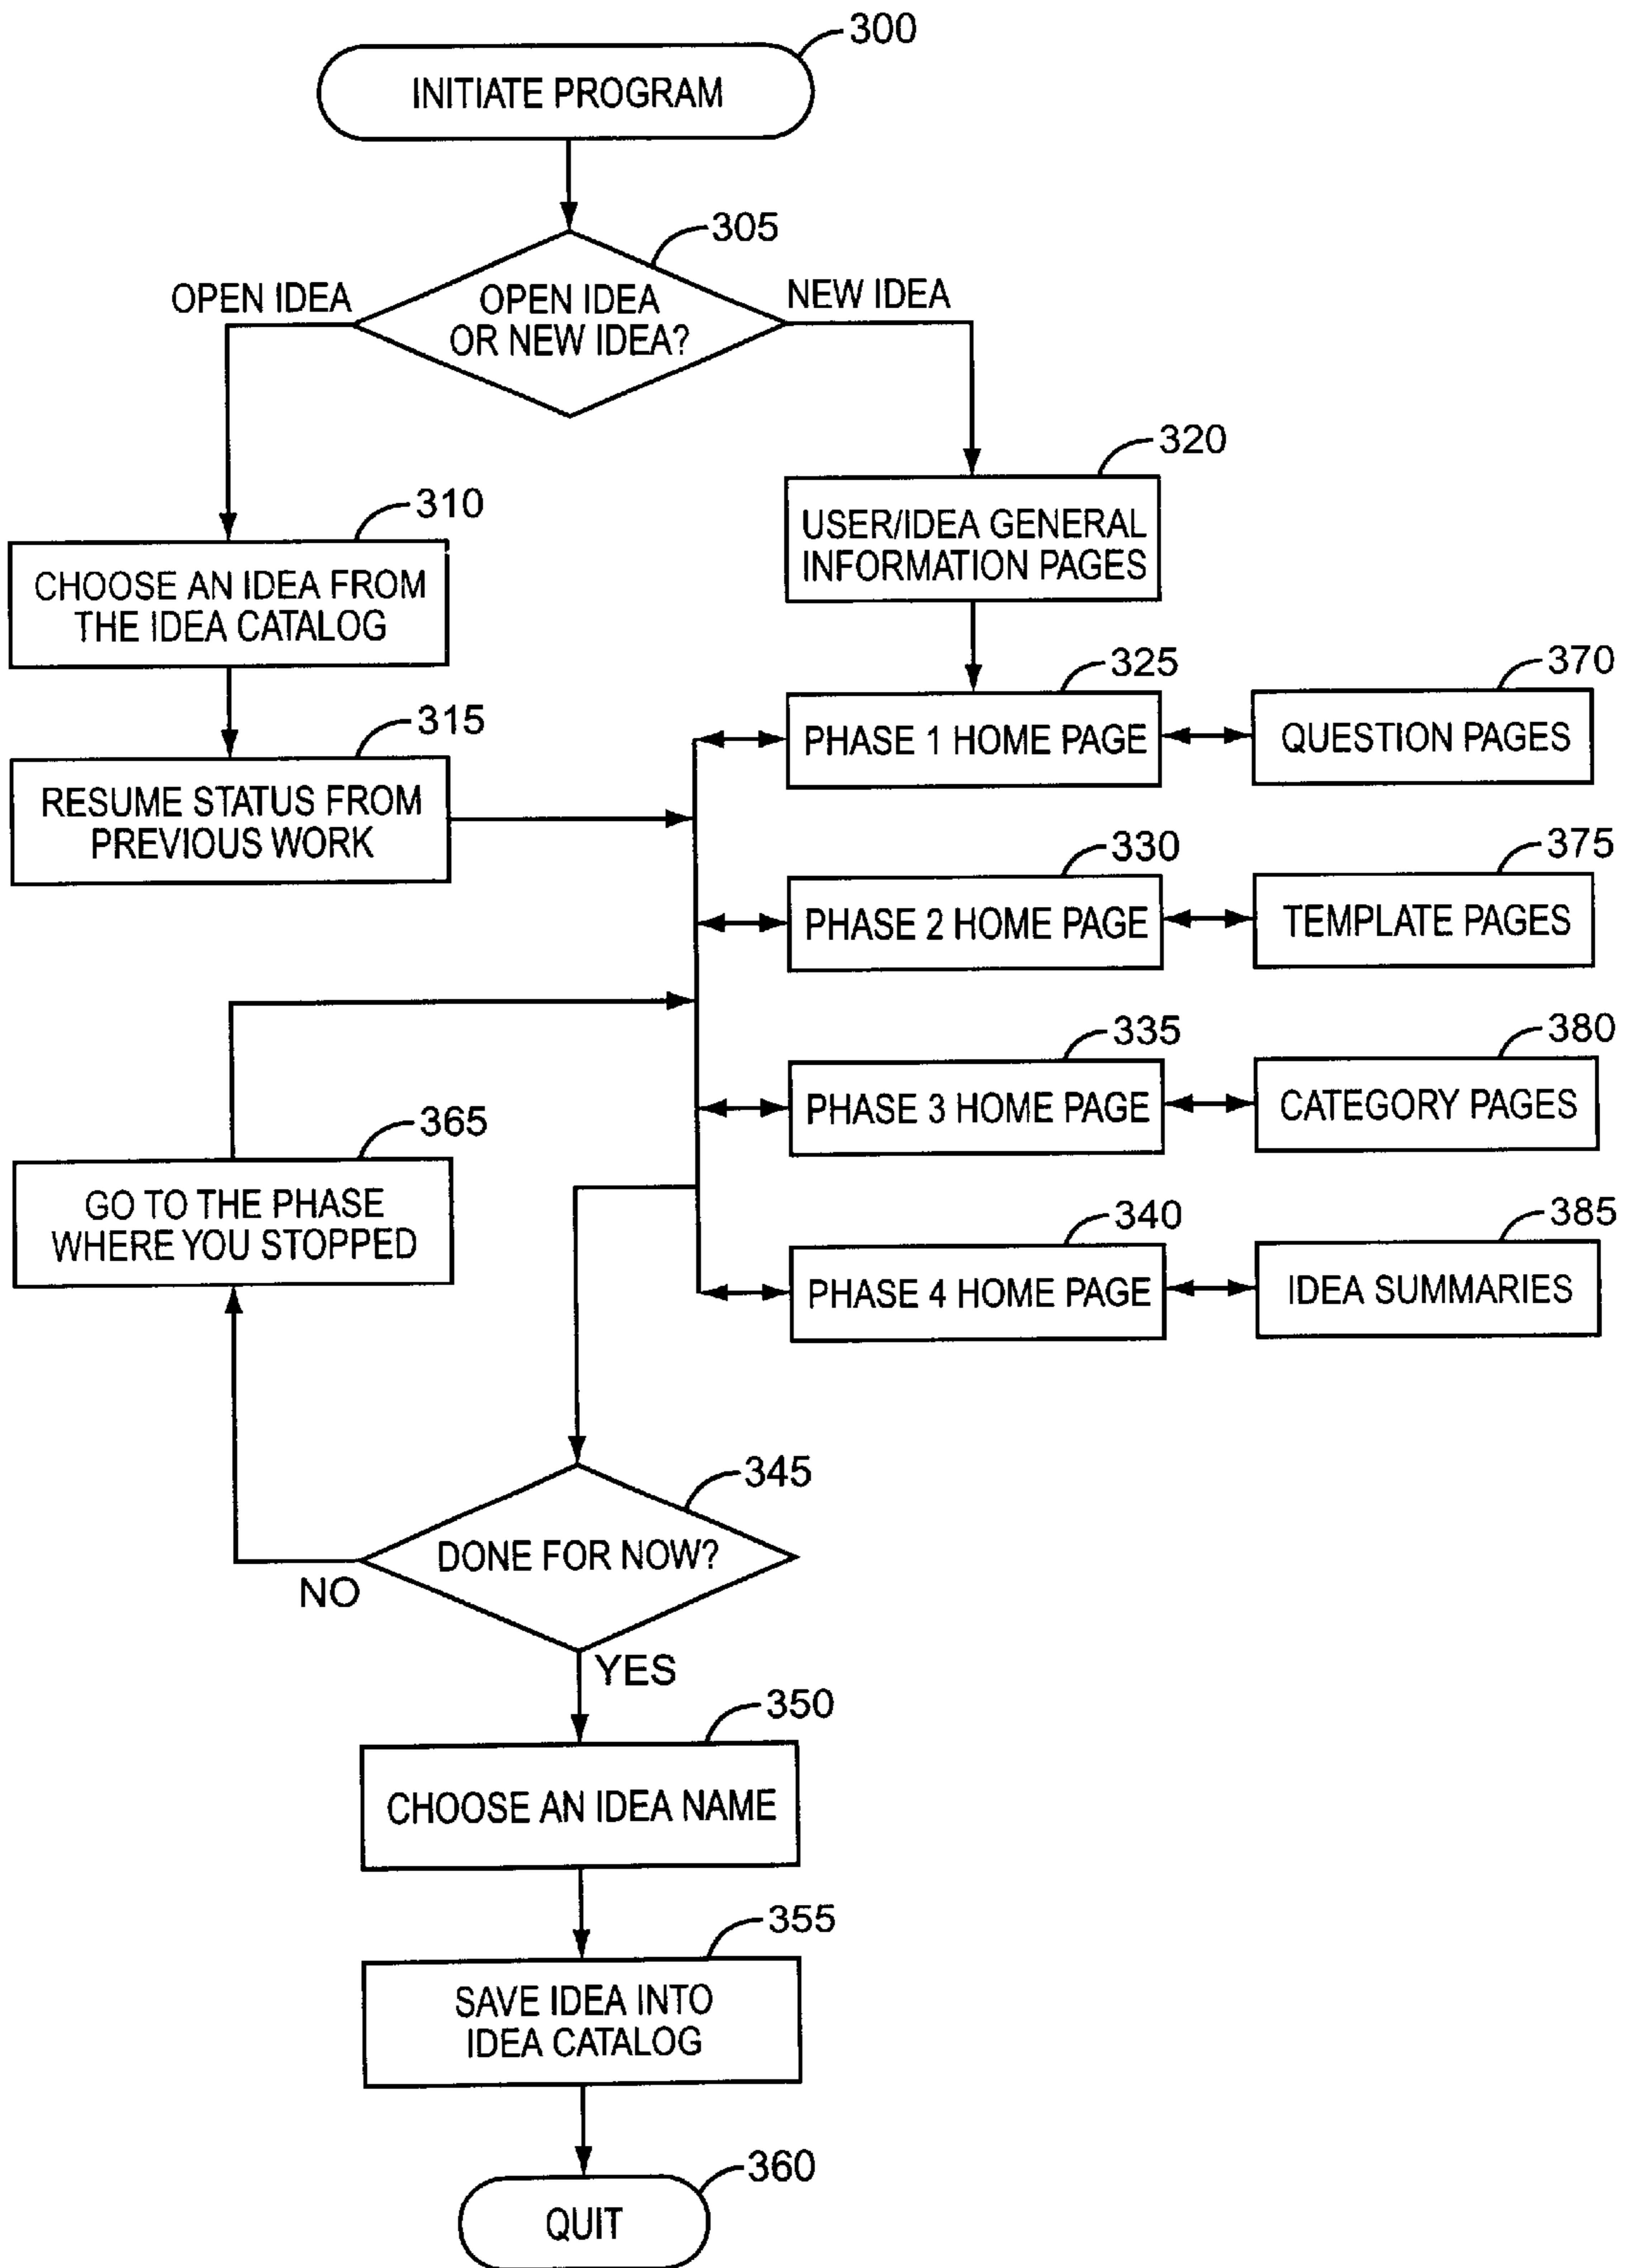 300
INITIATE PROGRAM
305
OPEN IDEA
OPEN IDEA
OR NEW IDEA?
NEW IDEA
320
USER/IDEA GENERAL
INFORMATION PAGES
310
CHOOSE AN IDEA FROM
THE IDEA CATALOG
315
RESUME STATUS FROM
PREVIOUS WORK
325
PHASE 1 HOME PAGE
370
QUESTION PAGES
330
PHASE 2 HOME PAGE
375
TEMPLATE PAGES
335
PHASE 3 HOME PAGE
380
CATEGORY PAGES
365
GO TO THE PHASE
WHERE YOU STOPPED
340
PHASE 4 HOME PAGE
385
IDEA SUMMARIES
345
DONE FOR NOW?
NO
YES
350
CHOOSE AN IDEA NAME
355
SAVE IDEA INTO
IDEA CATALOG
360
QUIT